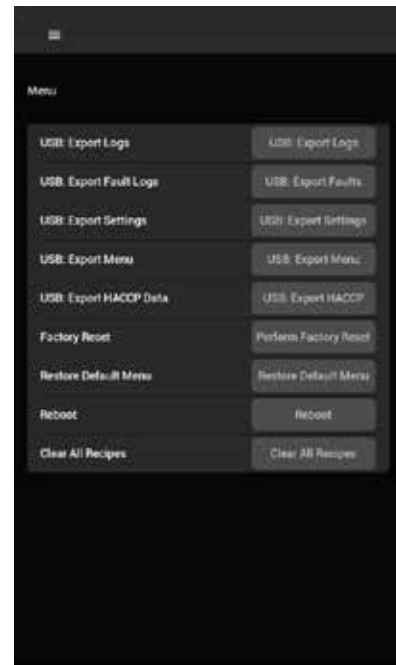 Menu
USB: Export Logs USB: Export Logs
USB: Export Fault Logs USB: Export Faults
USB: Export Settings USB: Export Settings
USB: Export Menu USB: Export Menu
USB: Export HACCP Data USB: Export HACCP
Factory Reset Perform Factory Reset
Restore Default Menu Restore Default Menu
Reboot Reboot
Clear All Recipes Clear All Recipes